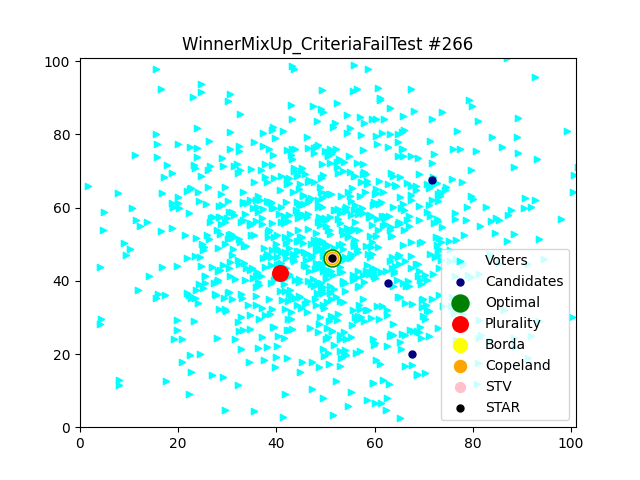 WinnerMixUp_CriteriaFailTest #266
100
80
60
40
20
0
0
20
40
60
80
100
Voters
Candidates
Optimal
Plurality
Borda
Copeland
STV
STAR